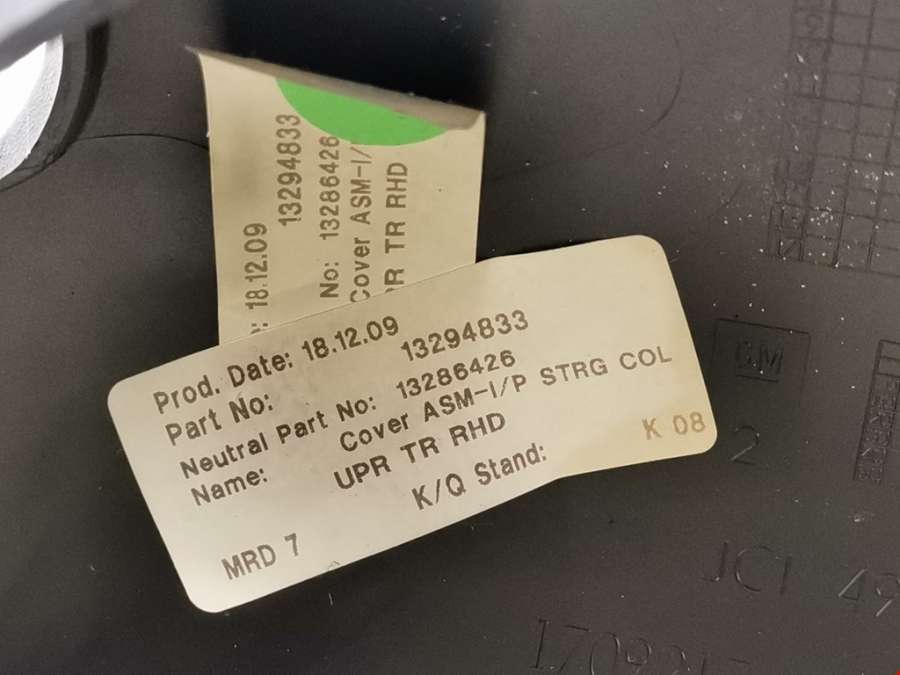 13294833
18.12.09
No: 13286426
Cover ASM-I/
PR TR RHD
Prod. Date: 18.12.09
Part No: 13294833
Neutral Part No: 13286426
Name: Cover ASM-I/P STRG COL
UPR TR RHD
K/Q Stand: K 08
MRD 7
GM
2
JCI 49